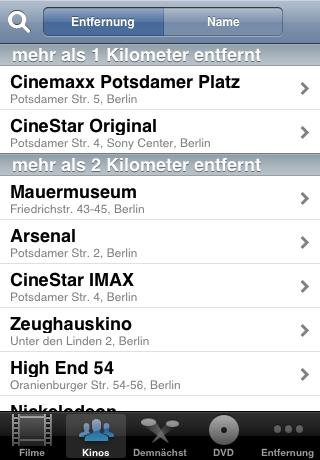 Entfernung Name
mehr als 1 Kilometer entfernt
Cinemaxx Potsdamer Platz
Potsdamer Str. 5, Berlin
CineStar Original
Potsdamer Str. 4, Sony Center, Berlin
mehr als 2 Kilometer entfernt
Mauermuseum
Friedrichstr. 43-45, Berlin
Arsenal
Potsdamer Str. 2, Berlin
CineStar IMAX
Potsdamer Str. 4, Berlin
Zeughauskino
Unter den Linden 2, Berlin
High End 54
Oranienburger Str. 54-56, Berlin
Nickelodeon
Filme Kinos Demnächst DVD Entfernung